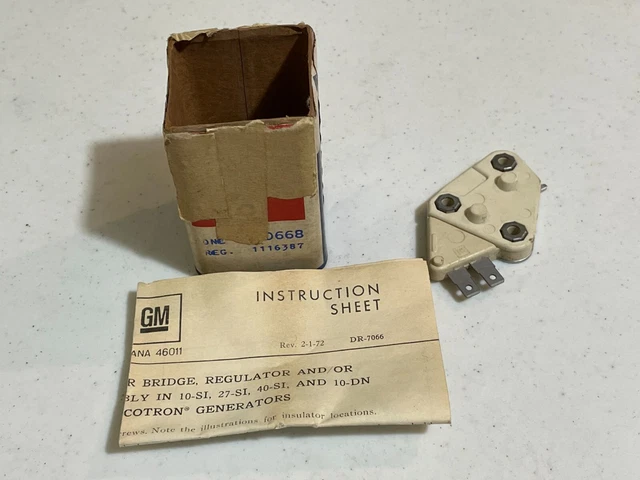 ONE
0668
REG. 1116387
GM
INSTRUCTION
SHEET
ANA 46011
Rev. 2-1-72 DR-7066
R BRIDGE, REGULATOR AND/OR
BLY IN 10-SI, 27-SI, 40-SI, AND 10-DN
COTRON® GENERATORS
rews. Note the illustrations for insulator locations.